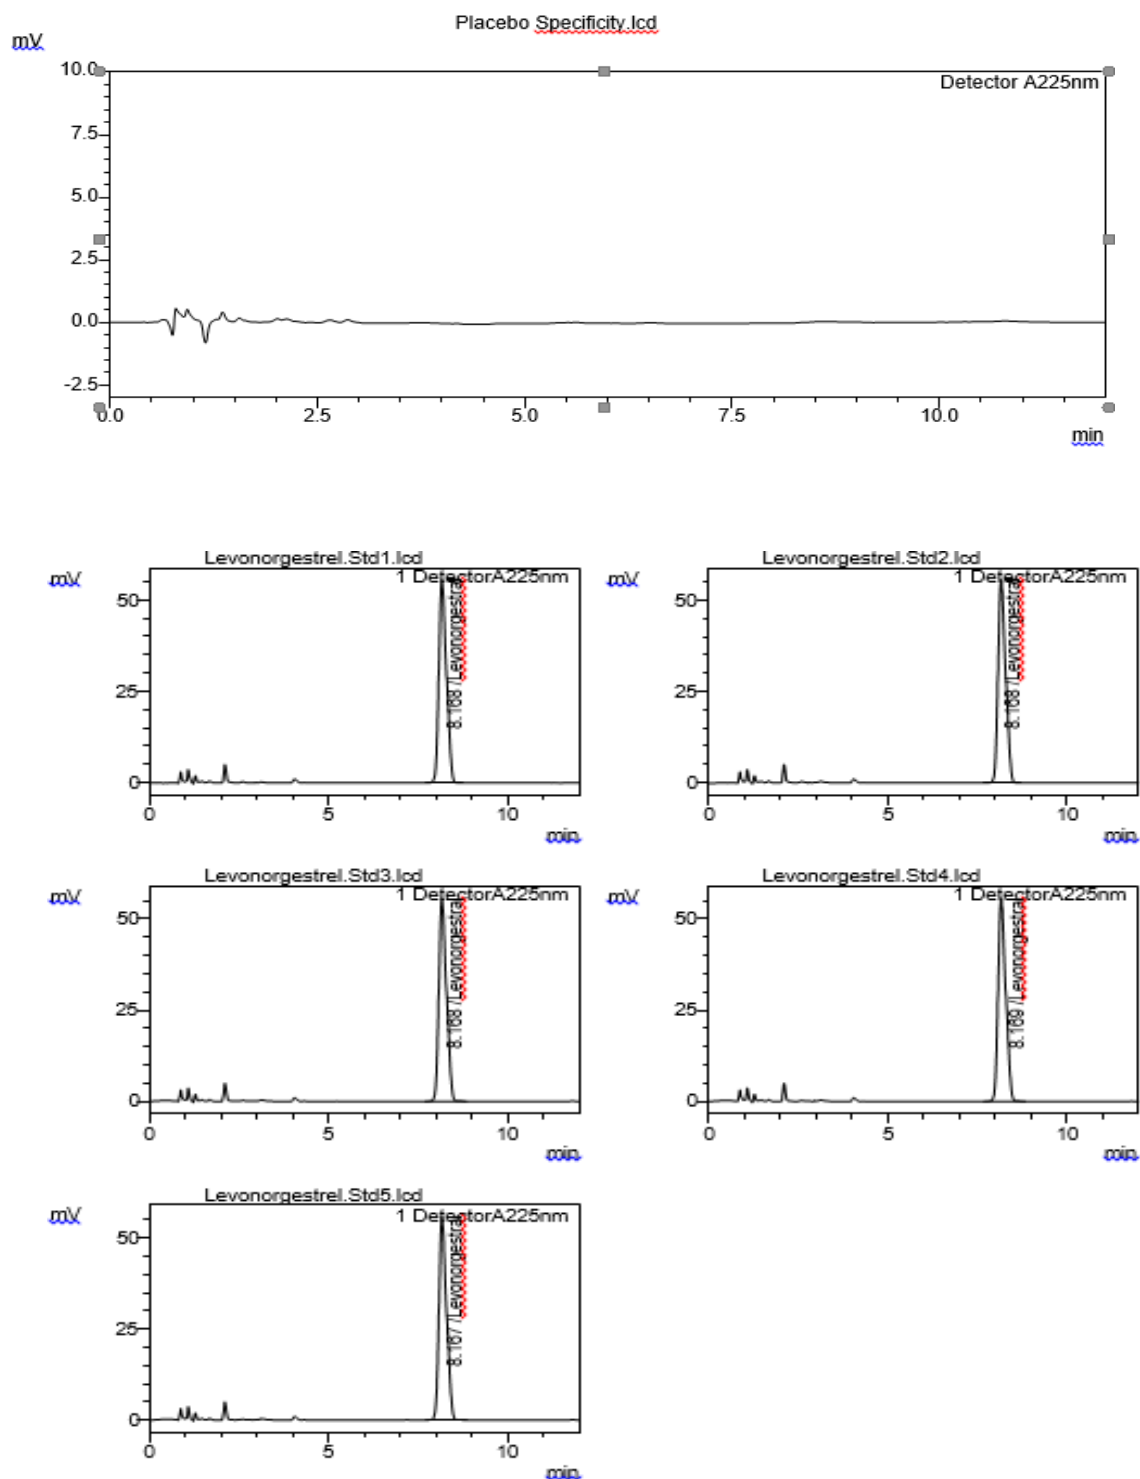 Placebo Specificity.lcd
mV
10.0
Detector A225nm
7.5
5.0
2.5
0.0
-2.5
0.0 2.5 5.0 7.5 10.0
min
Levonorgestrel.Std1.lcd
mV
1 DetectorA225nm
50
25
0
8.168 /Levonorgestral
0 5 10
min
Levonorgestrel.Std2.lcd
mV
1 DetectorA225nm
50
25
0
8.168 /Levonorgestral
0 5 10
min
Levonorgestrel.Std3.lcd
mV
1 DetectorA225nm
50
25
0
8.168 /Levonorgestral
0 5 10
min
Levonorgestrel.Std4.lcd
mV
1 DetectorA225nm
50
25
0
8.169 /Levonorgestral
0 5 10
min
Levonorgestrel.Std5.lcd
mV
1 DetectorA225nm
50
25
0
8.167 /Levonorgestral
0 5 10
min